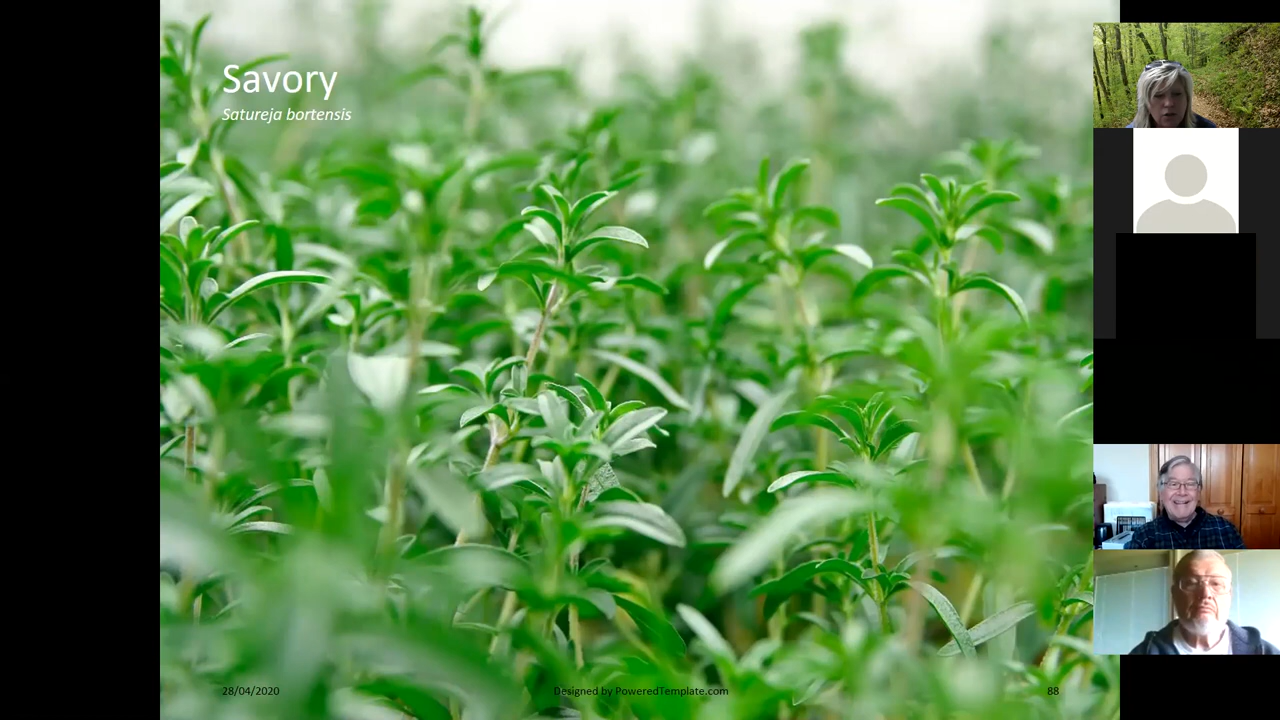 Savory
Satureja bortensis
28/04/2020
Designed by PoweredTemplate.com
88